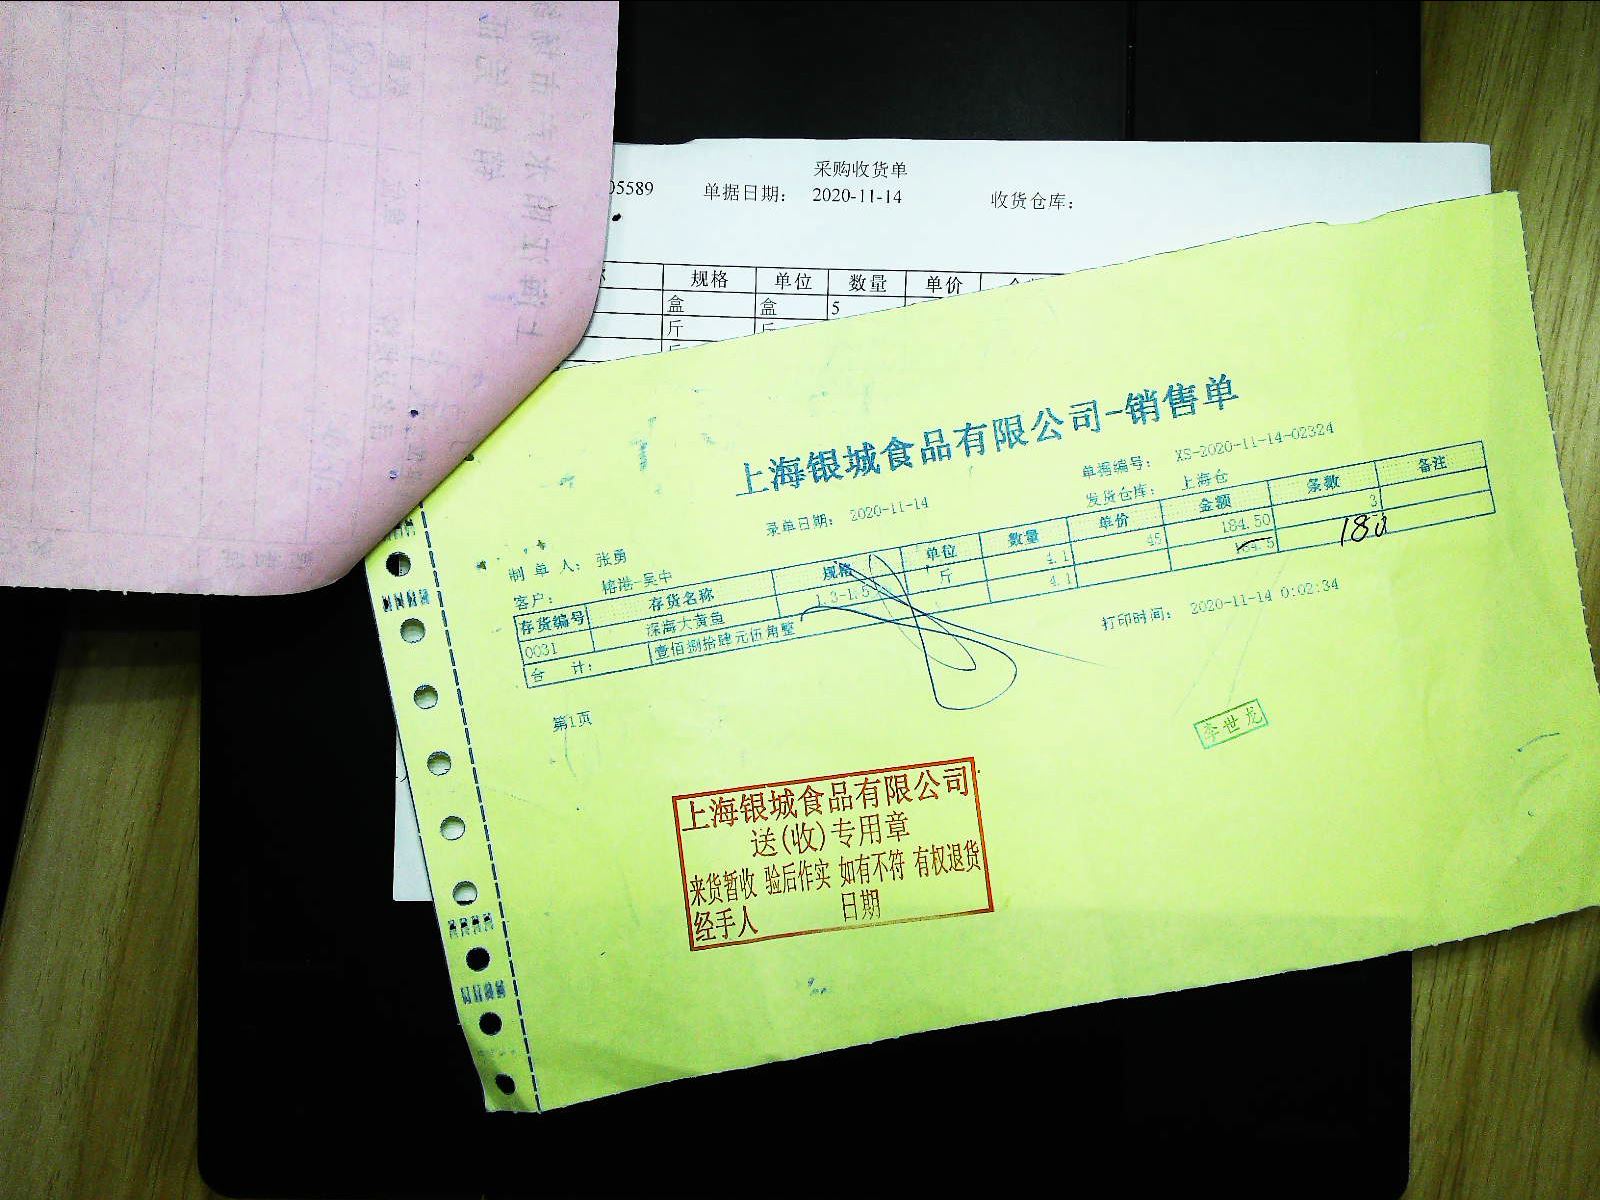 采购收货单
05589 单据日期： 2020-11-14 收货仓库：
规格 单位 数量 单价
盒 盒 5
斤 斤
上海银城食品有限公司-销售单
录单日期： 2020-11-14 单据编号： XS-2020-11-14-02324
制 单 人： 张勇 发货仓库： 上海仓
客户： 榕港-吴中
存货编号 存货名称 规格 单位 数量 单价 金额 条数 备注
0031 深海大黄鱼 1.3-1.5 斤 4.1 45 184.50 3
合 计： 壹佰捌拾肆元伍角整 4.1 184.5 180
第1页 打印时间： 2020-11-14 0:02:34
李世龙
上海银城食品有限公司
送(收)专用章
来货暂收 验后作实 如有不符 有权退货
经手人 日期